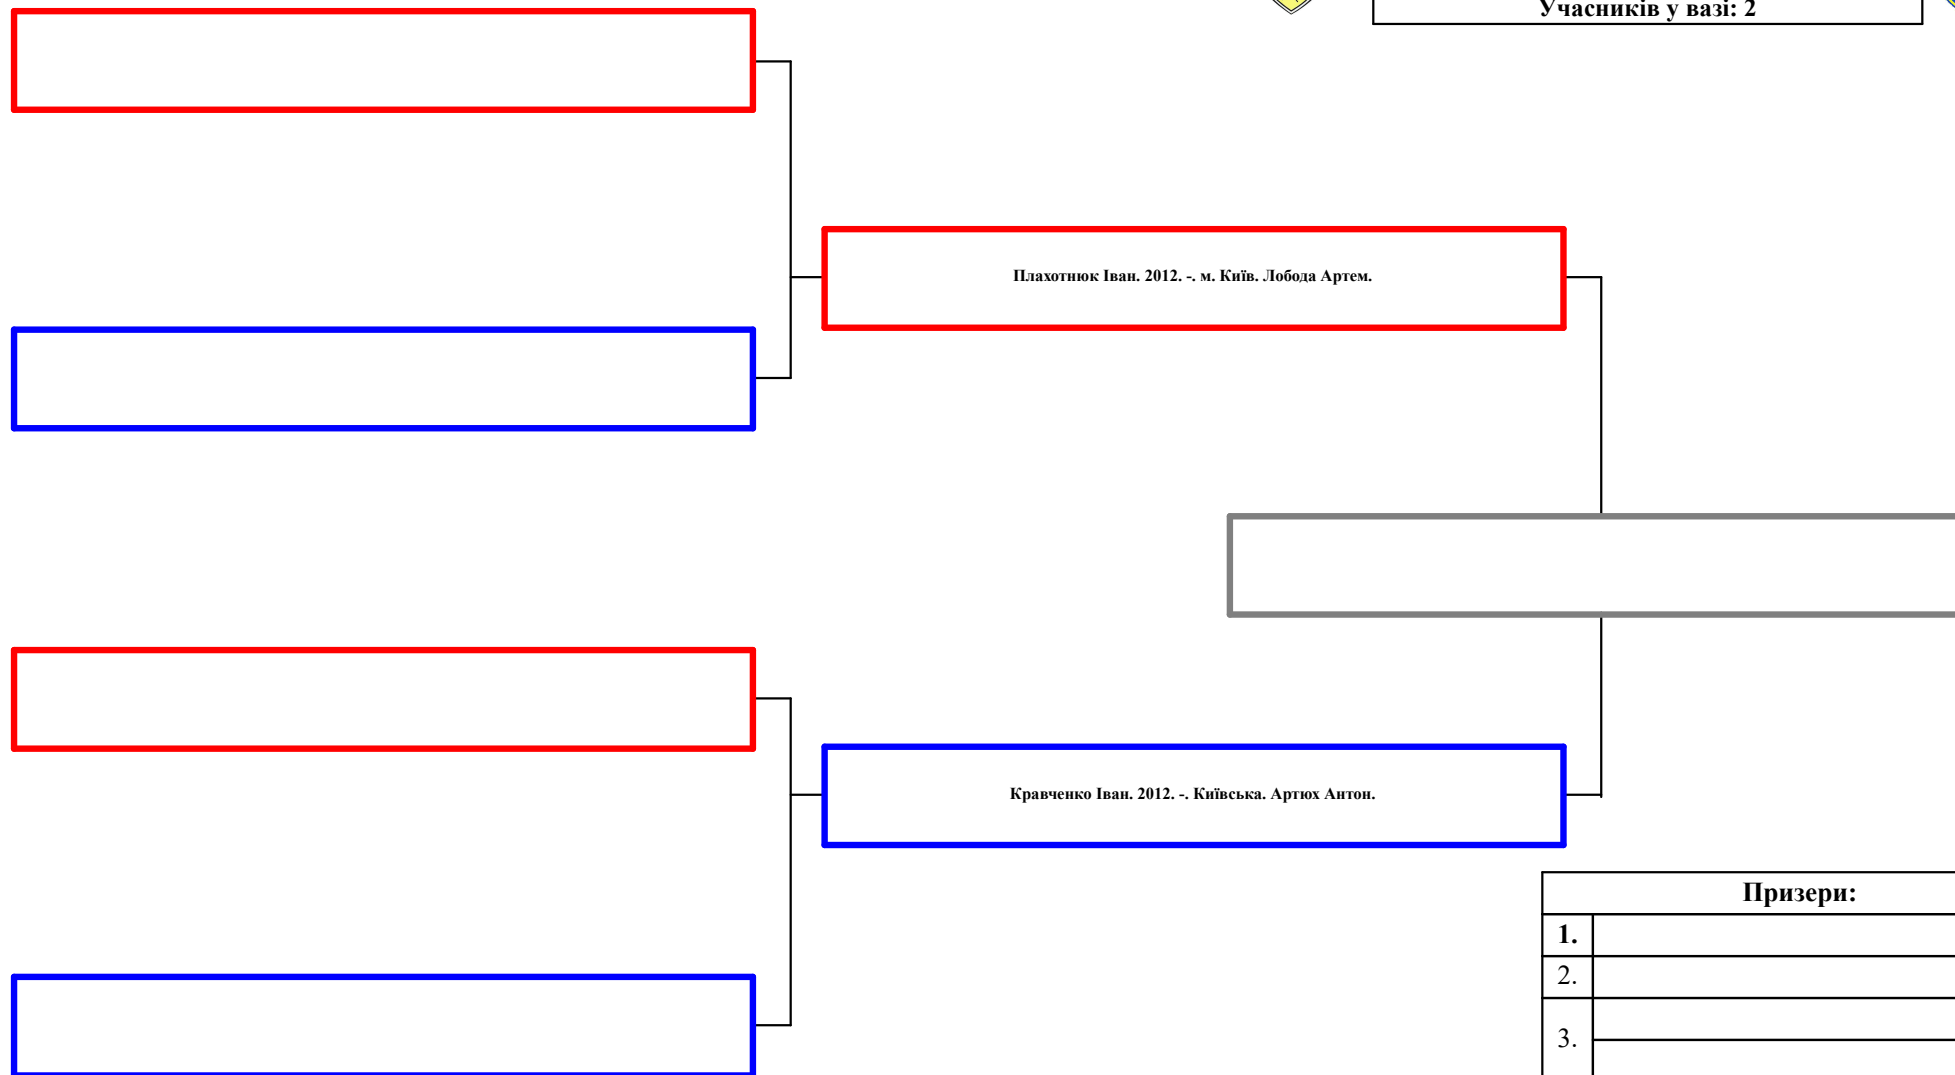 Учасників у вазі: 2
Плахотнюк Іван. 2012. -. м. Київ. Лобода Артем.
Кравченко Іван. 2012. -. Київська. Артюх Антон.
Призери:
1.
2.
3.